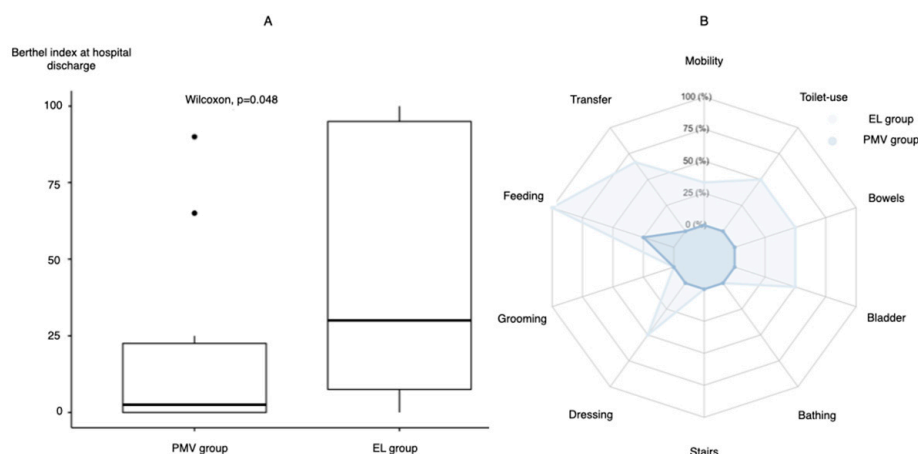 A
Berthel index at hospital
discharge
Wilcoxon, p=0.048
100
75
50
25
0
PMV group
EL group
B
Mobility
Transfer
Toilet-use
EL group
PMV group
Feeding
Bowels
Grooming
Bladder
Dressing
Bathing
Stairs
100 (%)
75 (%)
50 (%)
25 (%)
0 (%)